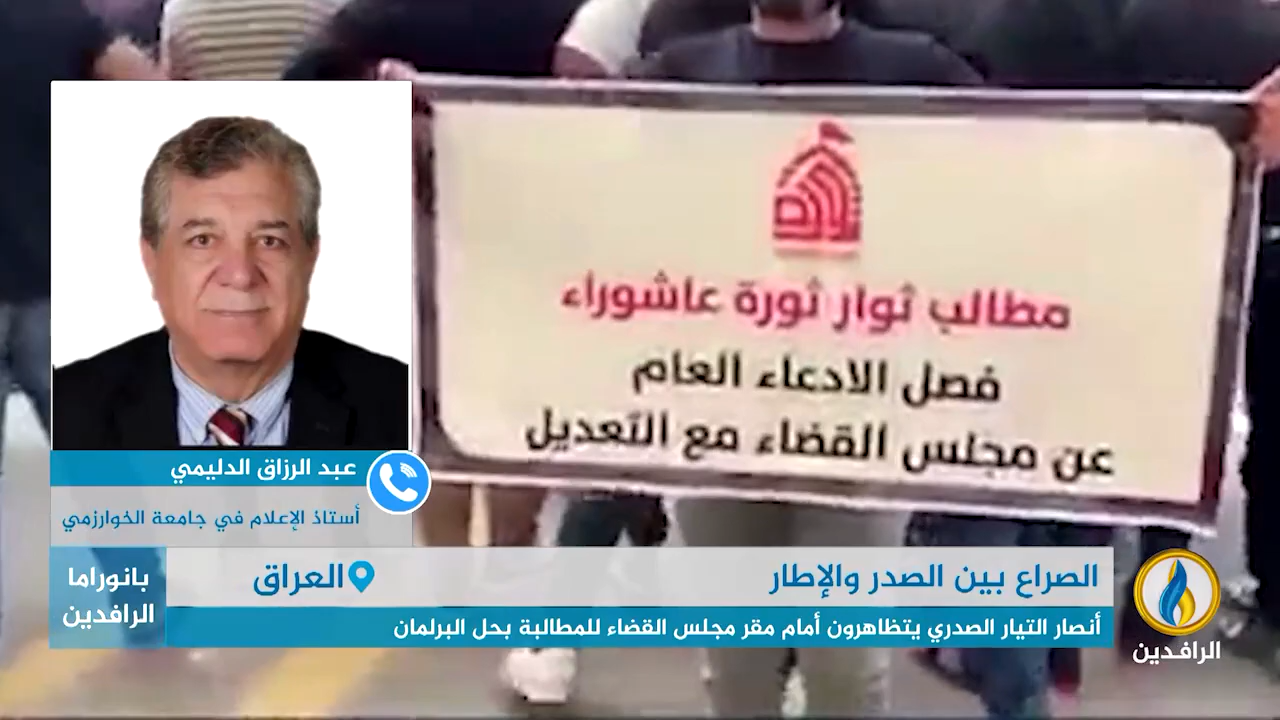 مطالب ثوار ثورة عاشوراء
فصل الادعاء العام
عن مجلس القضاء مع التعديل
عبد الرزاق الدليمي
أستاذ الإعلام في جامعة الخوارزمي
الصراع بين الصدر والإطار
العراق
بانوراما
الرافدين
أنصار التيار الصدري يتظاهرون أمام مقر مجلس القضاء للمطالبة بحل البرلمان
الرافدين